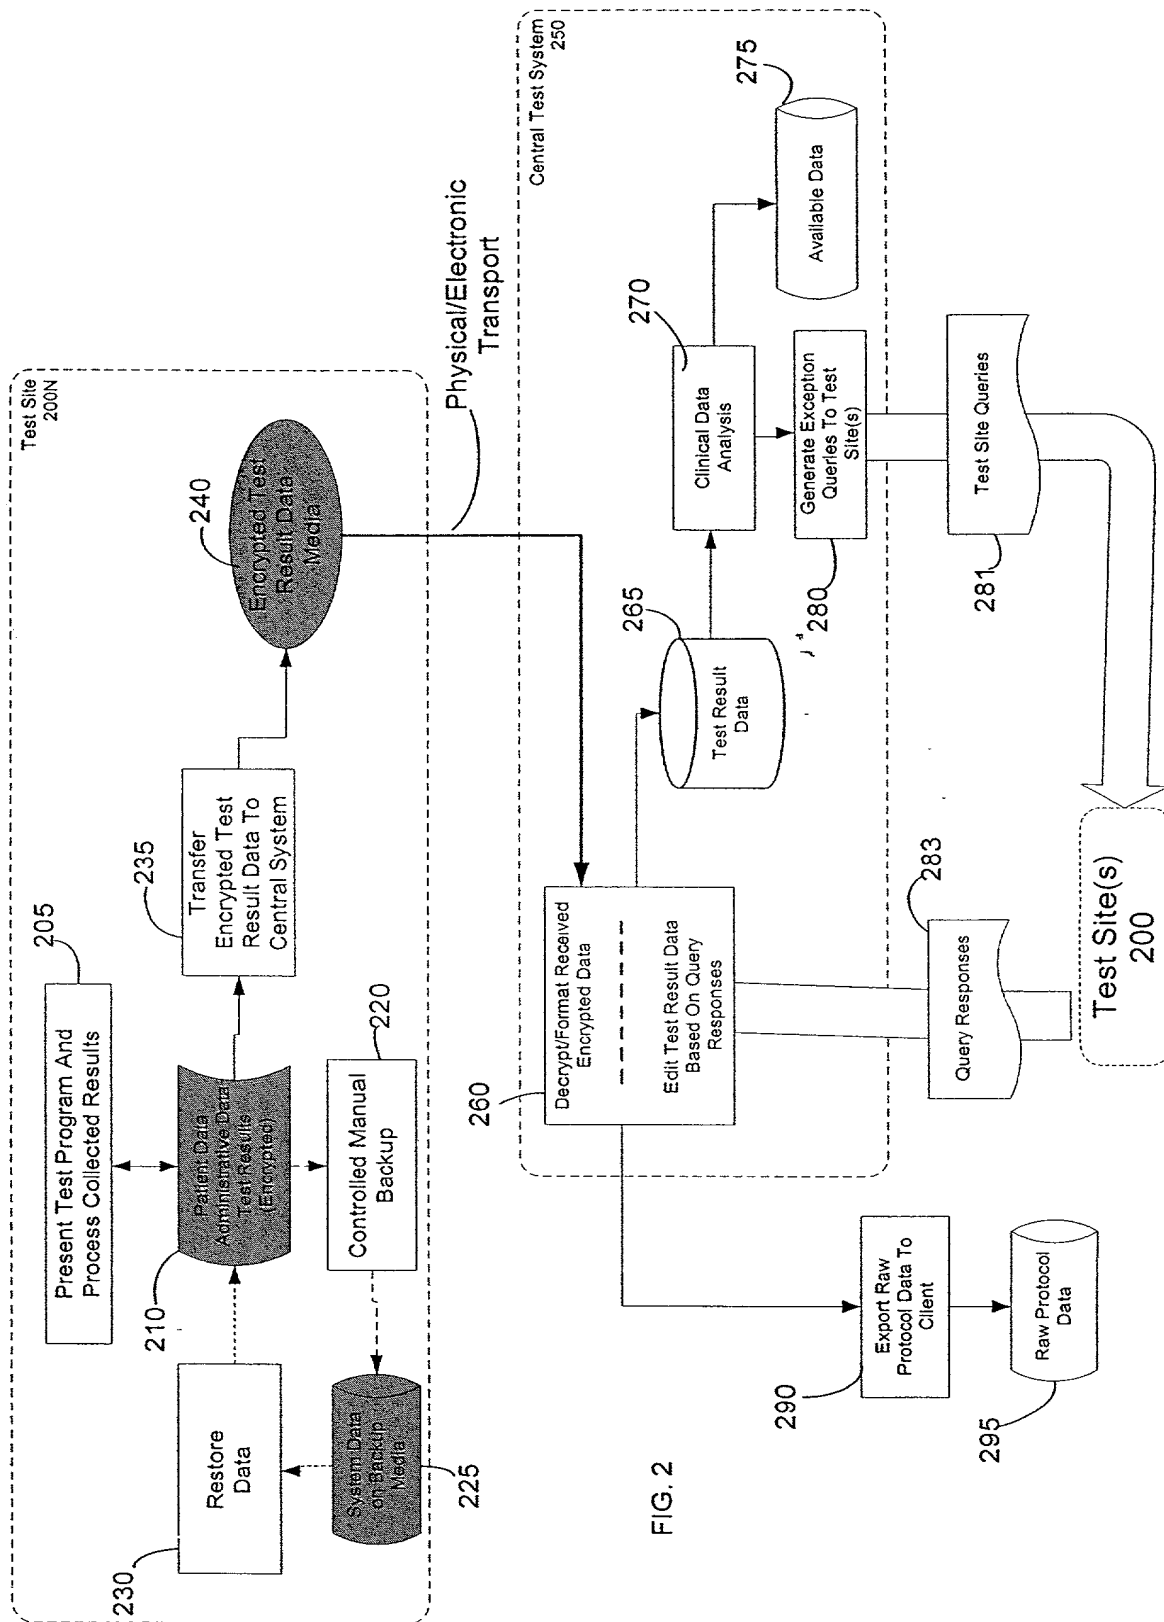 Test Site
200N
205
Present Test Program And
Process Collected Results
210
Patient Data
Administrative Data
Test Results
(Encrypted)
230
Restore
Data
220
Controlled Manual
Backup
225
System Data
on Backup
Media
235
Transfer
Encrypted Test
Result Data To
Central System
240
Encrypted Test
Result Data
Media
Physical/Electronic
Transport
Central Test System
250
260
Decrypt/Format Received
Encrypted Data
Edit Test Result Data
Based On Query
Responses
265
Test Result
Data
270
Clinical Data
Analysis
275
Available Data
280
Generate Exception
Queries To Test
Site(s)
281
Test Site Queries
283
Query Responses
Test Site(s)
200
290
Export Raw
Protocol Data To
Client
295
Raw Protocol
Data
FIG. 2